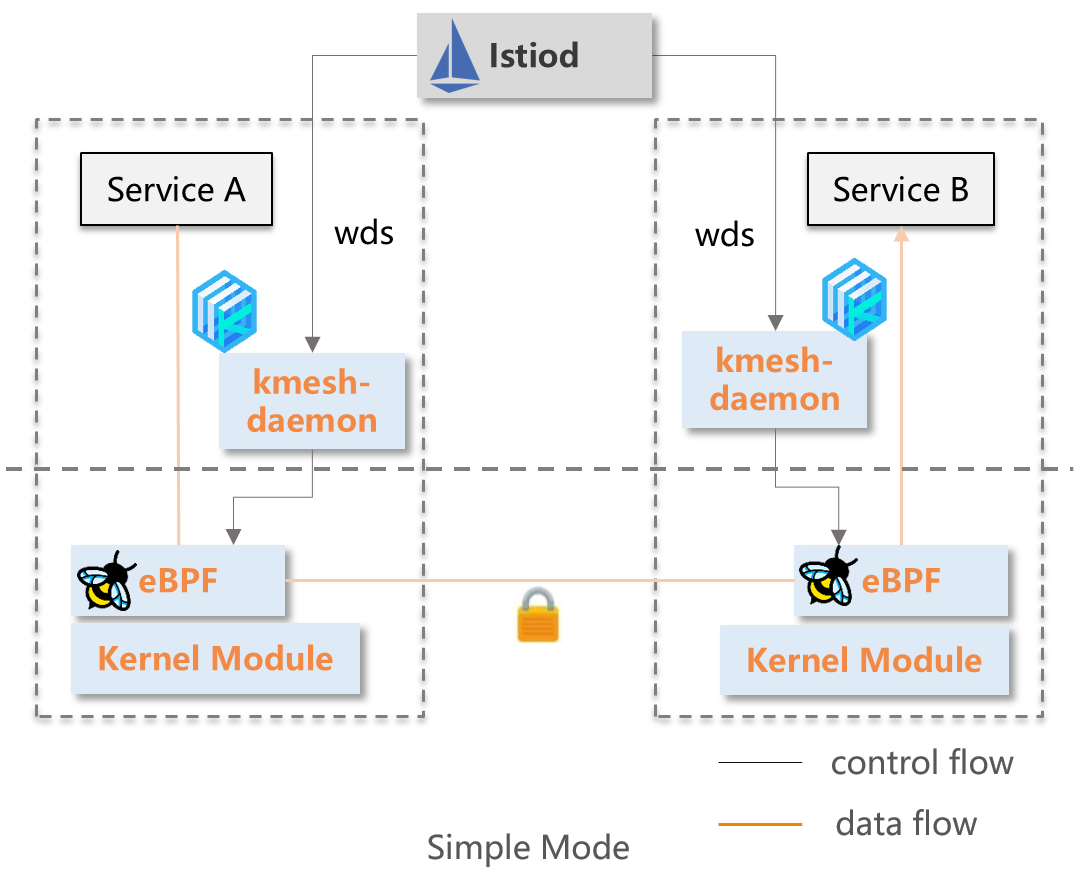 Istiod
Service A
Service B
wds
wds
kmesh-
daemon
kmesh-
daemon
eBPF
eBPF
Kernel Module
Kernel Module
control flow
data flow
Simple Mode